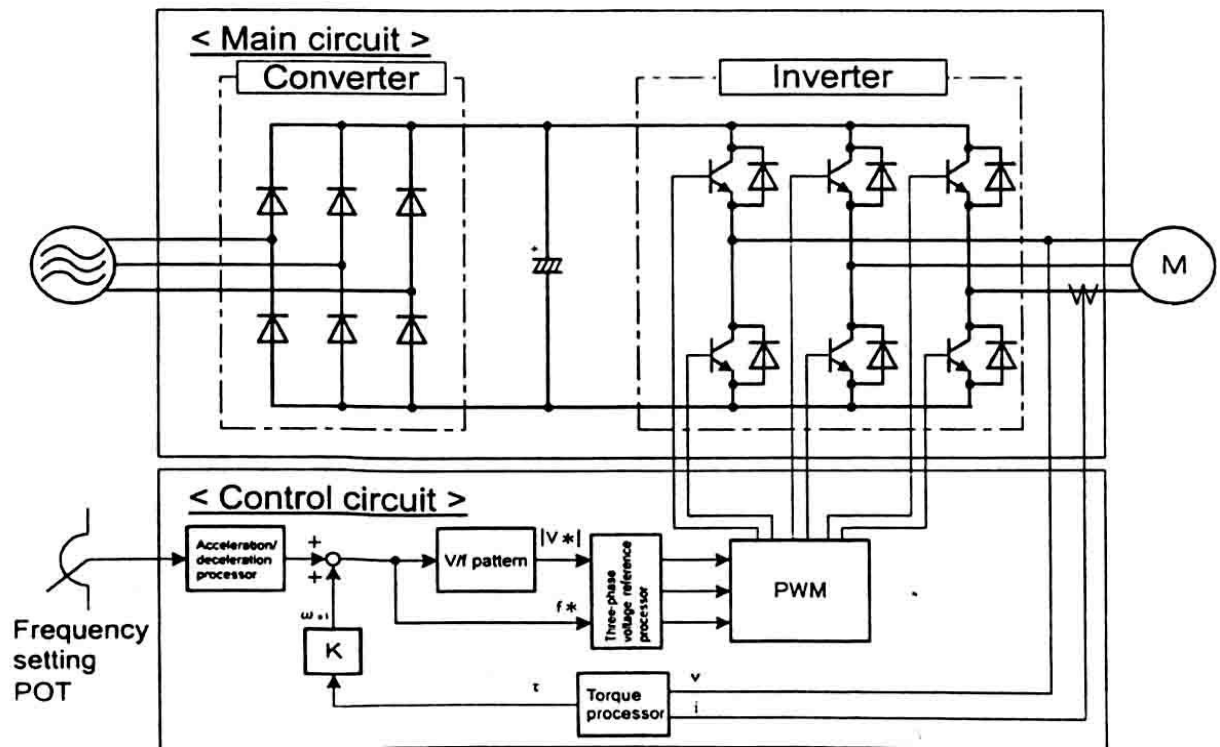 < Main circuit >
Converter
Inverter
M
< Control circuit >
Acceleration/
deceleration
processor
+
+
V/f pattern
|V*|
f*
Three-phase
voltage reference
processor
PWM
K
τ
Torque
processor
v
i
Frequency
setting
POT
+